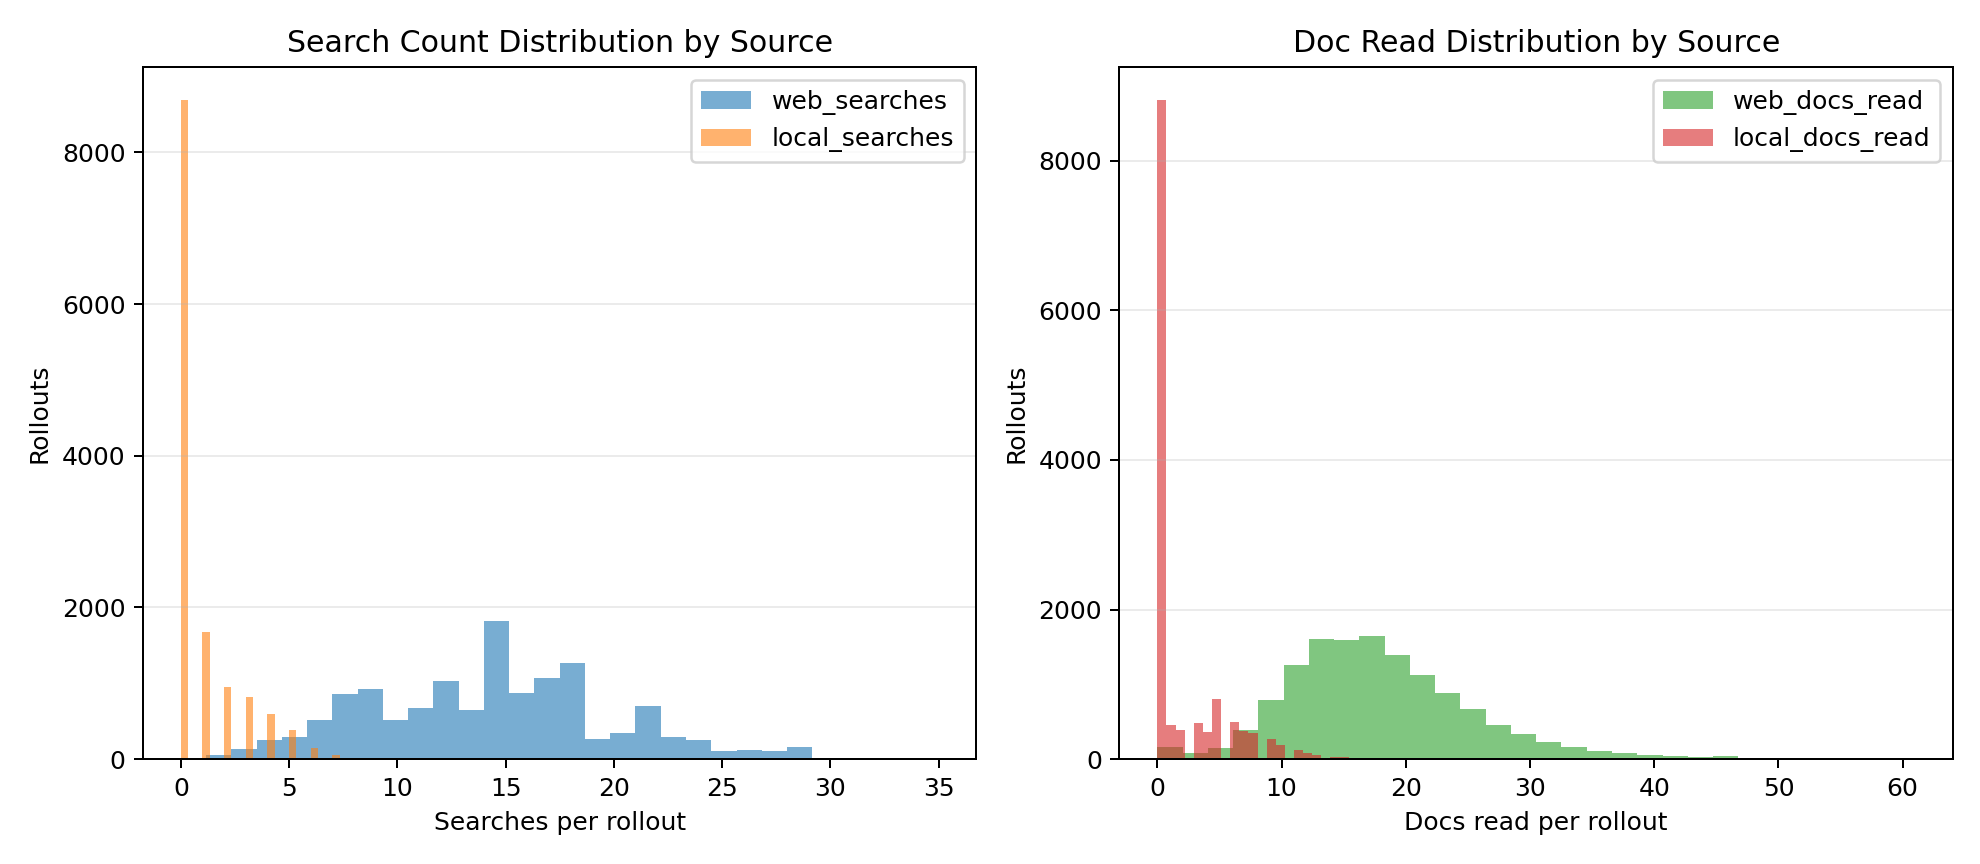 Search Count Distribution by Source
web_searches
local_searches
8000
6000
4000
2000
0
Rollouts
0 5 10 15 20 25 30 35
Searches per rollout
Doc Read Distribution by Source
web_docs_read
local_docs_read
8000
6000
4000
2000
0
Rollouts
0 10 20 30 40 50 60
Docs read per rollout